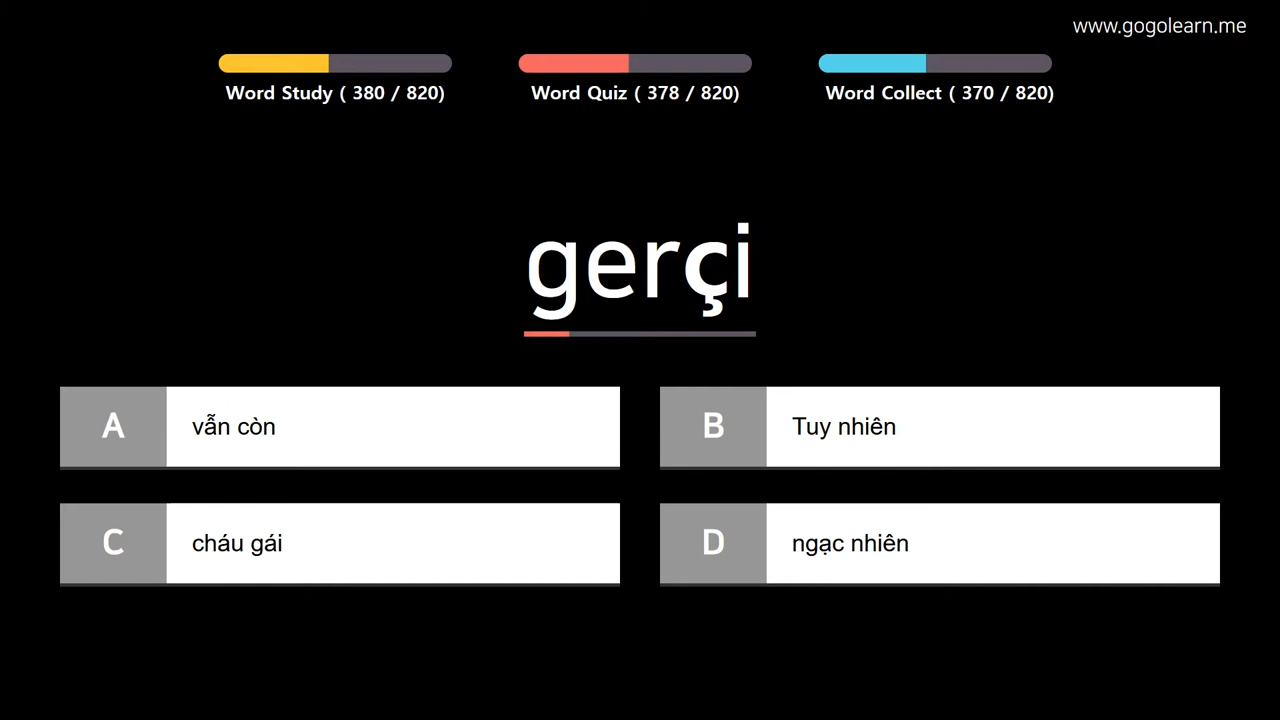 www.gogolearn.me
Word Study ( 380 / 820)
Word Quiz ( 378 / 820)
Word Collect ( 370 / 820)
gerçi
A vẫn còn
B Tuy nhiên
C cháu gái
D ngạc nhiên